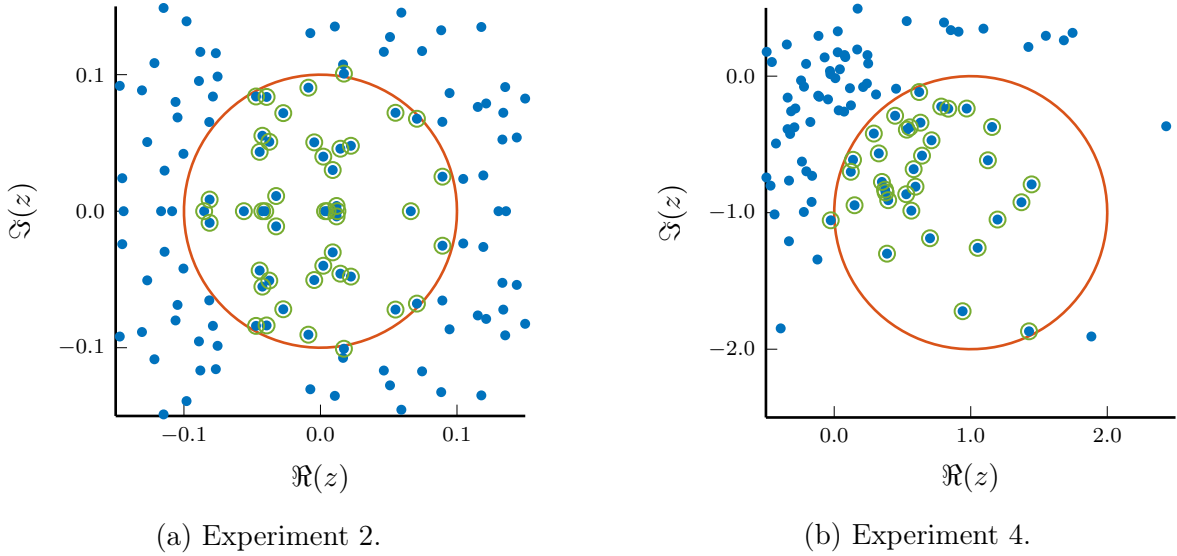 0.1
0.0
−0.1
ℑ(z)
−0.1 0.0 0.1
ℜ(z)
(a) Experiment 2.
0.0
−1.0
−2.0
ℑ(z)
0.0 1.0 2.0
ℜ(z)
(b) Experiment 4.